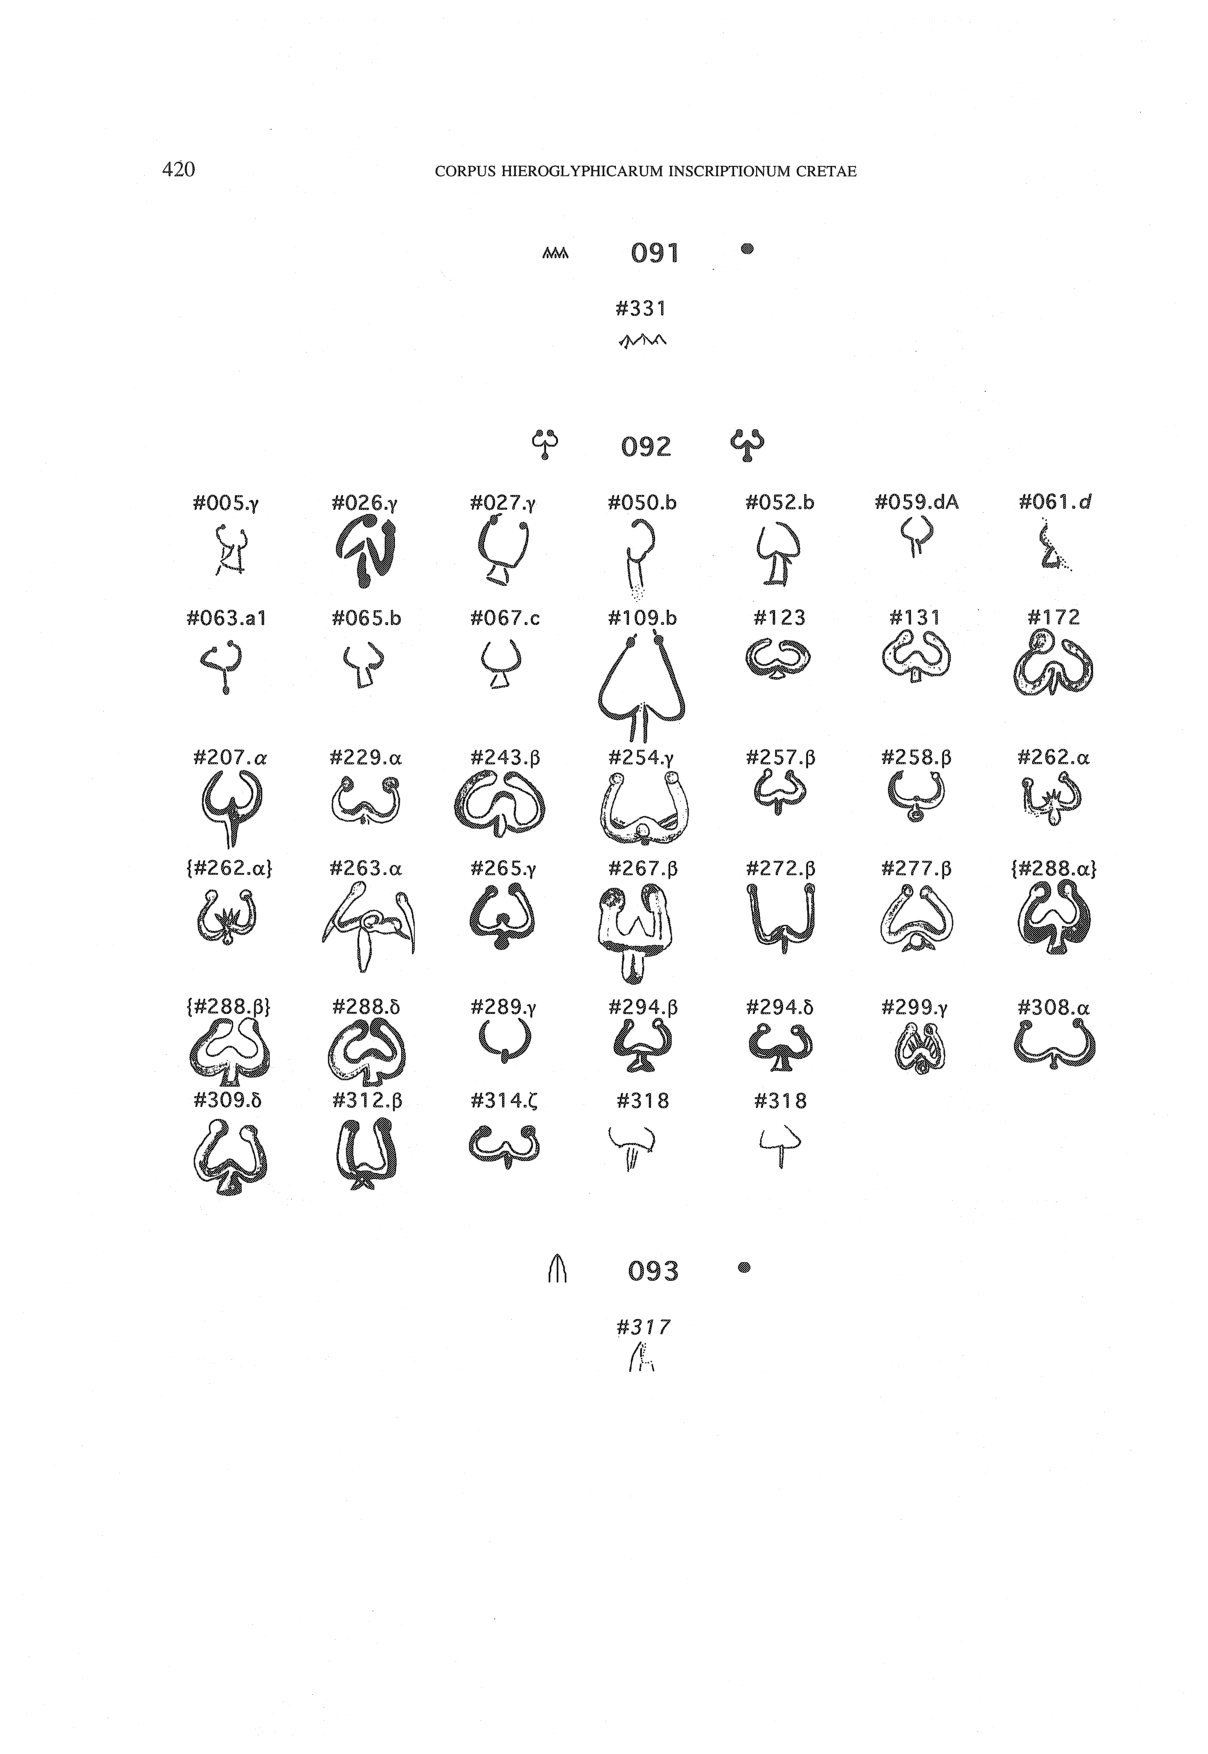 420 CORPUS HIEROGLYPHICARUM INSCRIPTIONUM CRETAE
091
#331
092
#005.γ #026.γ #027.γ #050.b #052.b #059.dA #061.d
#063.a1 #065.b #067.c #109.b #123 #131 #172
#207.α #229.α #243.β #254.γ #257.β #258.β #262.α
{#262.α} #263.α #265.γ #267.β #272.β #277.β {#288.α}
{#288.β} #288.δ #289.γ #294.β #294.δ #299.γ #308.α
#309.δ #312.β #314.ζ #318 #318
093
#317